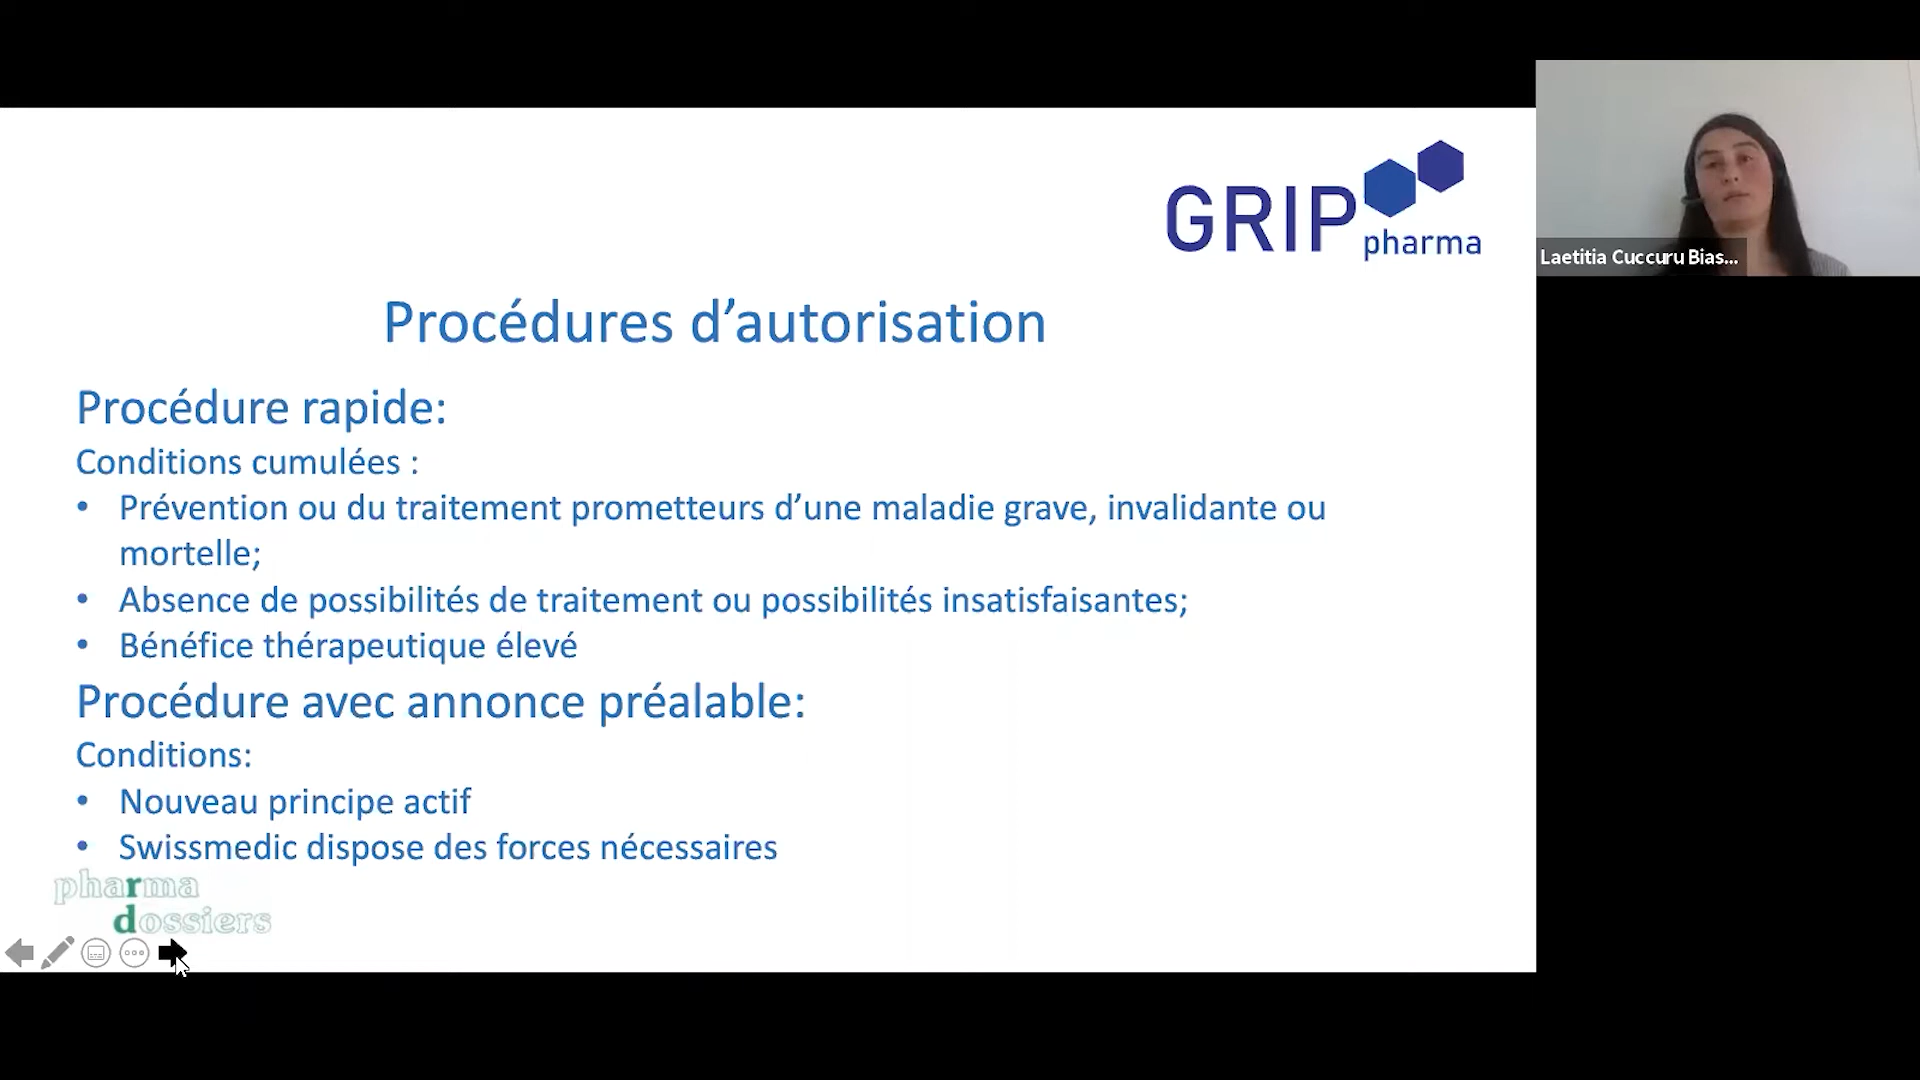 GRIP
pharma
Laetitia Cuccuru Bias...
Procédures d’autorisation
Procédure rapide:
Conditions cumulées :
• Prévention ou du traitement prometteurs d’une maladie grave, invalidante ou
mortelle;
• Absence de possibilités de traitement ou possibilités insatisfaisantes;
• Bénéfice thérapeutique élevé
Procédure avec annonce préalable:
Conditions:
• Nouveau principe actif
• Swissmedic dispose des forces nécessaires
pharma
dossiers